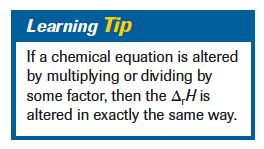 Learning Tip
If a chemical equation is altered
by multiplying or dividing by
some factor, then the ΔᵣH is
altered in exactly the same way.